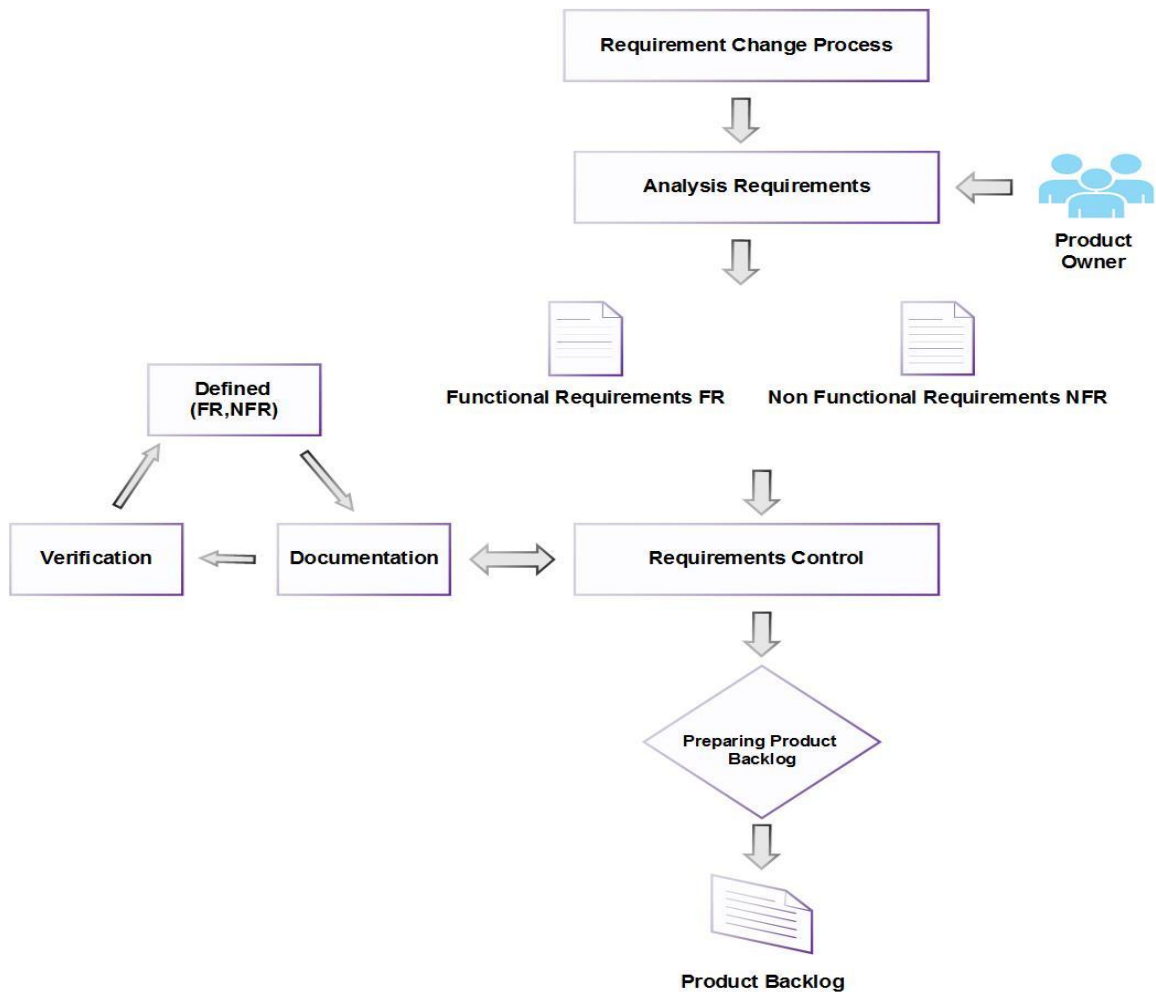 Requirement Change Process
Analysis Requirements
Product
Owner
Functional Requirements FR
Non Functional Requirements NFR
Defined
(FR,NFR)
Verification
Documentation
Requirements Control
Preparing Product
Backlog
Product Backlog